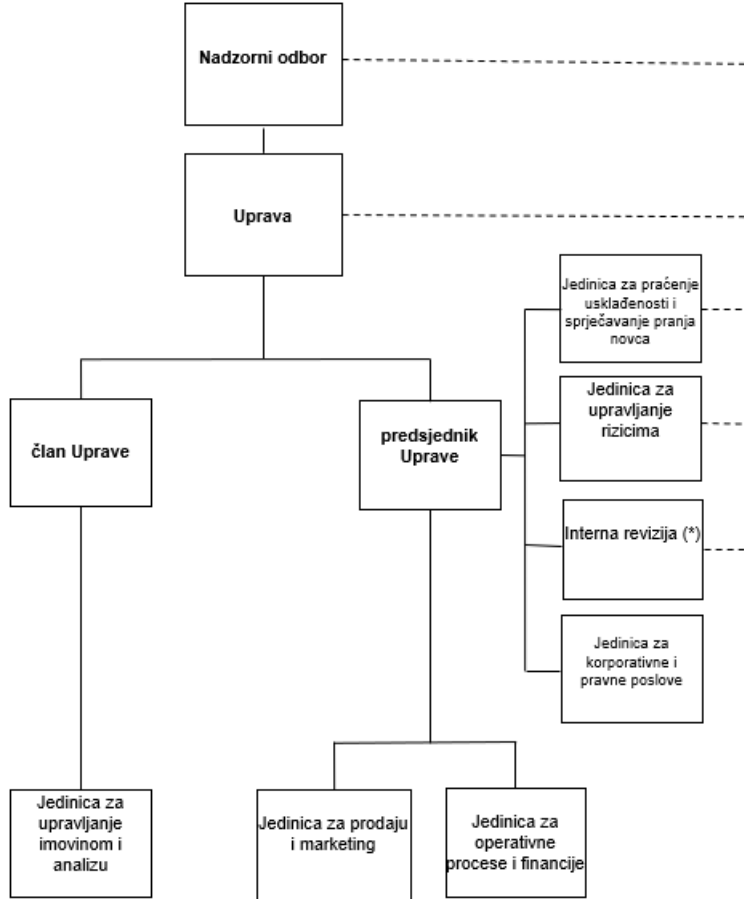 Nadzorni odbor
Uprava
Jedinica za praćenje
usklađenosti i
sprječavanje pranja
novca
Jedinica za
upravljanje
rizicima
član Uprave
predsjednik
Uprave
Interna revizija (*)
Jedinica za
korporativne i
pravne poslove
Jedinica za
upravljanje
imovinom i
analizu
Jedinica za prodaju
i marketing
Jedinica za
operativne
procese i financije